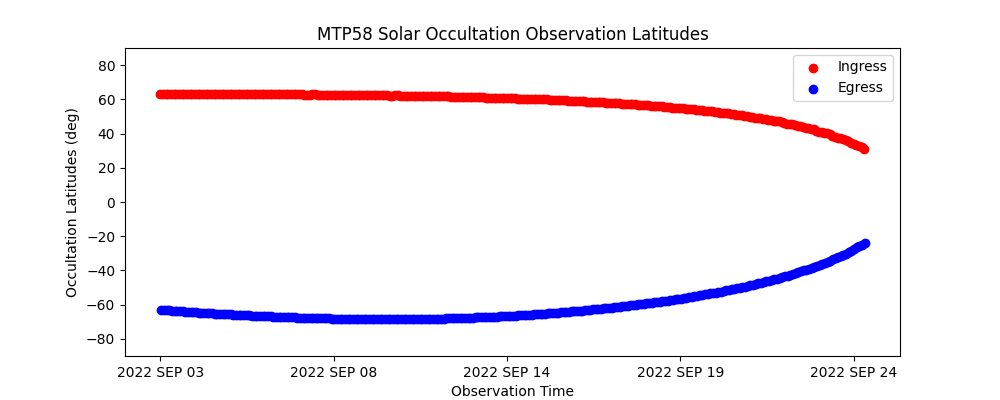 MTP58 Solar Occultation Observation Latitudes
Occultation Latitudes (deg)
80
60
40
20
0
−20
−40
−60
−80
Ingress
Egress
2022 SEP 03 2022 SEP 08 2022 SEP 14 2022 SEP 19 2022 SEP 24
Observation Time